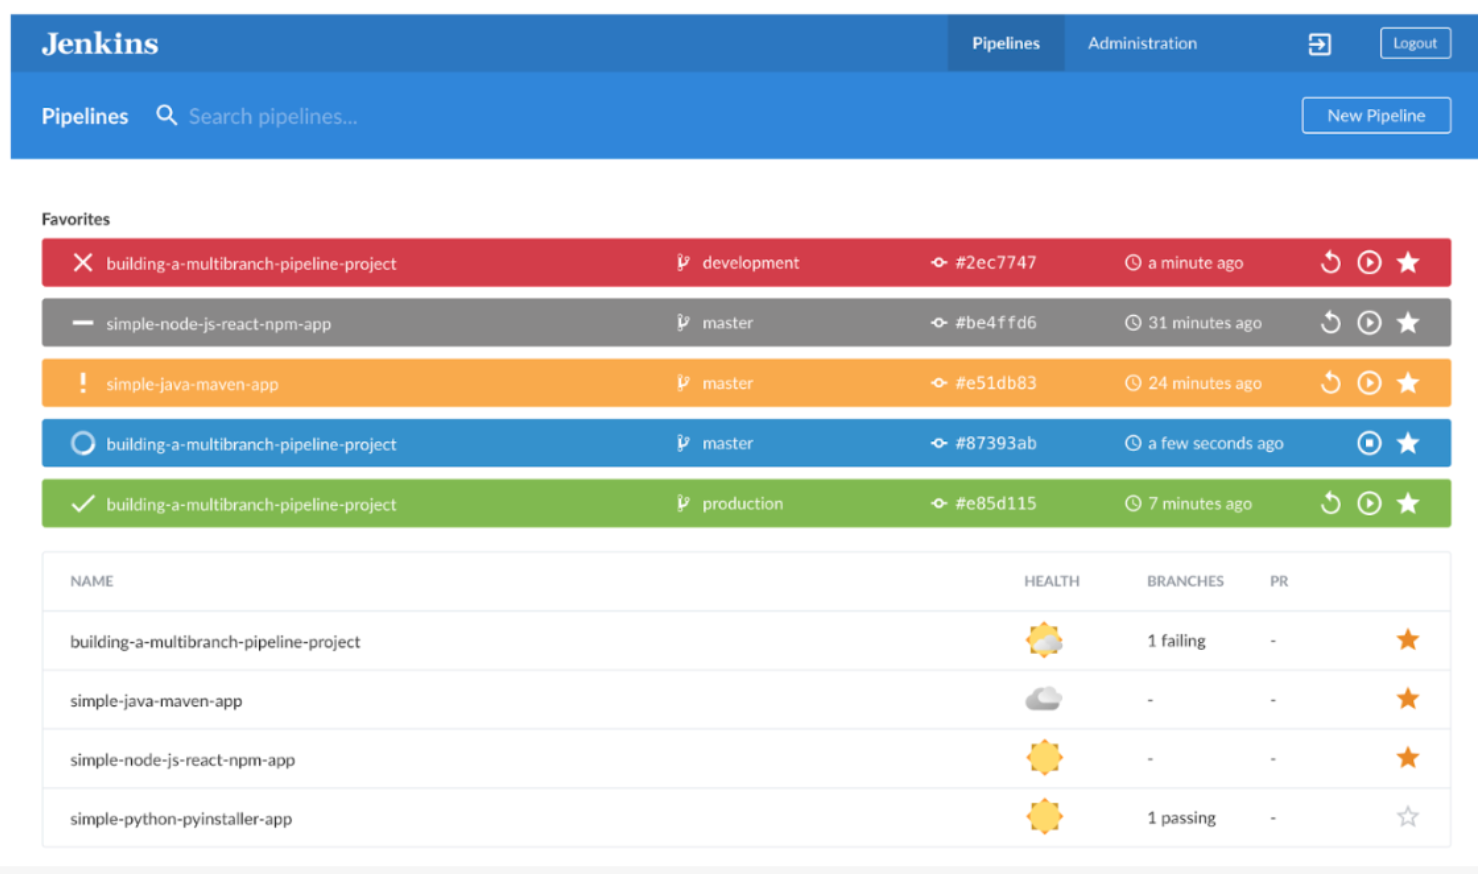 Jenkins Pipelines Administration Logout
Pipelines Search pipelines... New Pipeline
Favorites
building-a-multibranch-pipeline-project development #2ec7747 a minute ago
simple-node-js-react-npm-app master #be4ffd6 31 minutes ago
simple-java-maven-app master #e51db83 24 minutes ago
building-a-multibranch-pipeline-project master #87393ab a few seconds ago
building-a-multibranch-pipeline-project production #e85d115 7 minutes ago
NAME HEALTH BRANCHES PR
building-a-multibranch-pipeline-project 1 failing -
simple-java-maven-app - -
simple-node-js-react-npm-app - -
simple-python-pyinstaller-app 1 passing -